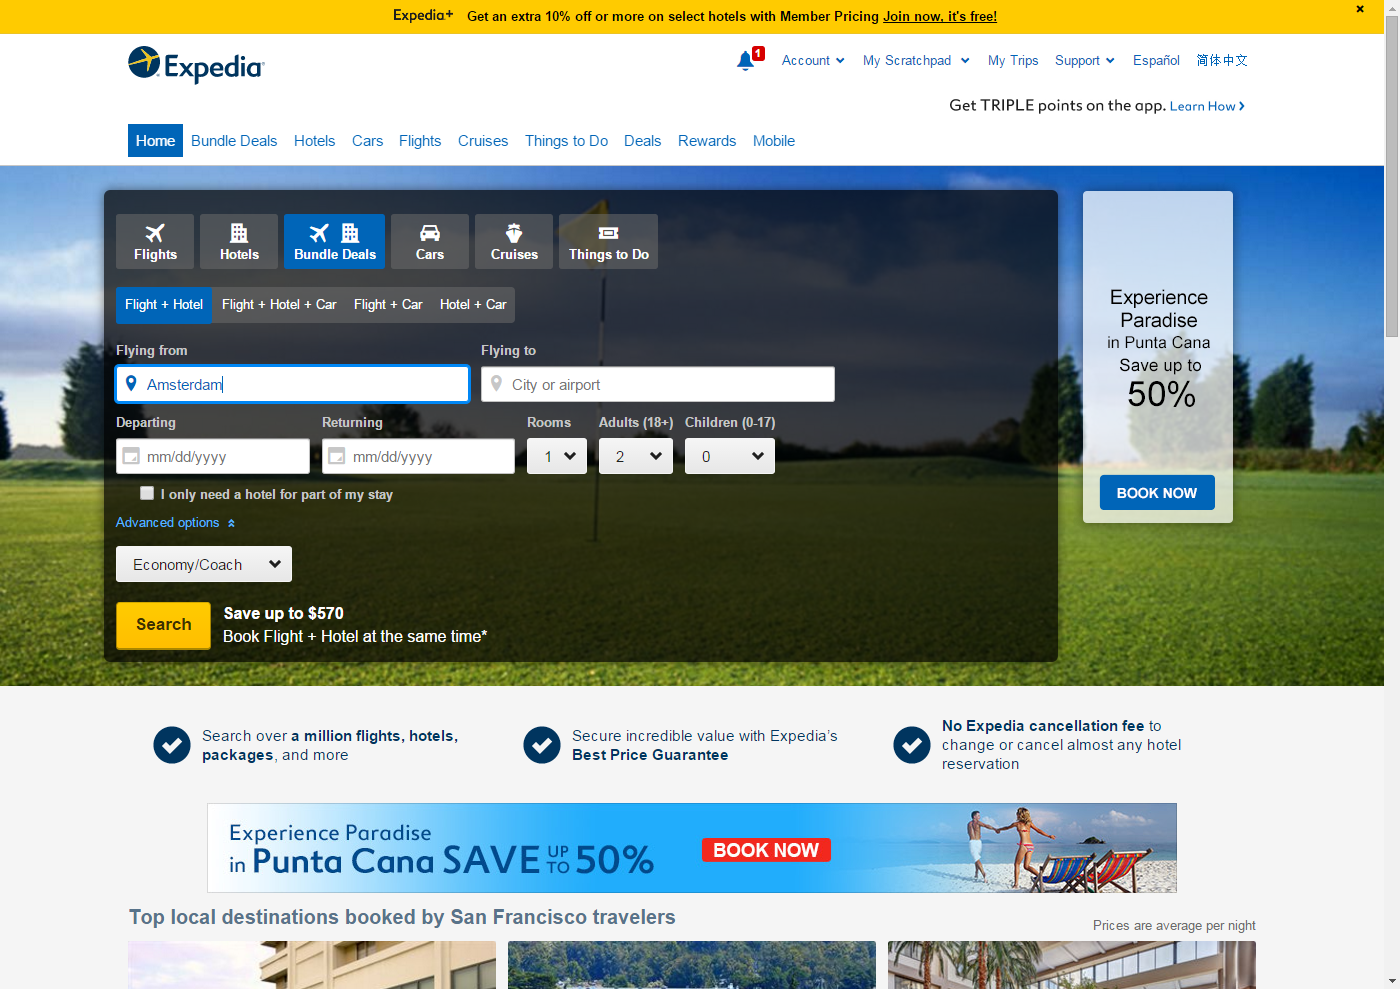 Expedia+ Get an extra 10% off or more on select hotels with Member Pricing Join now, it's free!
Expedia
1
Account My Scratchpad My Trips Support Español 简体中文
Get TRIPLE points on the app. Learn How
Home Bundle Deals Hotels Cars Flights Cruises Things to Do Deals Rewards Mobile
Flights Hotels Bundle Deals Cars Cruises Things to Do
Flight + Hotel Flight + Hotel + Car Flight + Car Hotel + Car
Flying from Flying to
Amsterdam City or airport
Departing Returning Rooms Adults (18+) Children (0-17)
mm/dd/yyyy mm/dd/yyyy 1 2 0
I only need a hotel for part of my stay
Advanced options
Economy/Coach
Search
Save up to $570
Book Flight + Hotel at the same time*
Experience
Paradise
in Punta Cana
Save up to
50%
BOOK NOW
Search over a million flights, hotels,
packages, and more
Secure incredible value with Expedia's
Best Price Guarantee
No Expedia cancellation fee to
change or cancel almost any hotel
reservation
Experience Paradise
in Punta Cana SAVE UP TO 50%
BOOK NOW
Top local destinations booked by San Francisco travelers
Prices are average per night